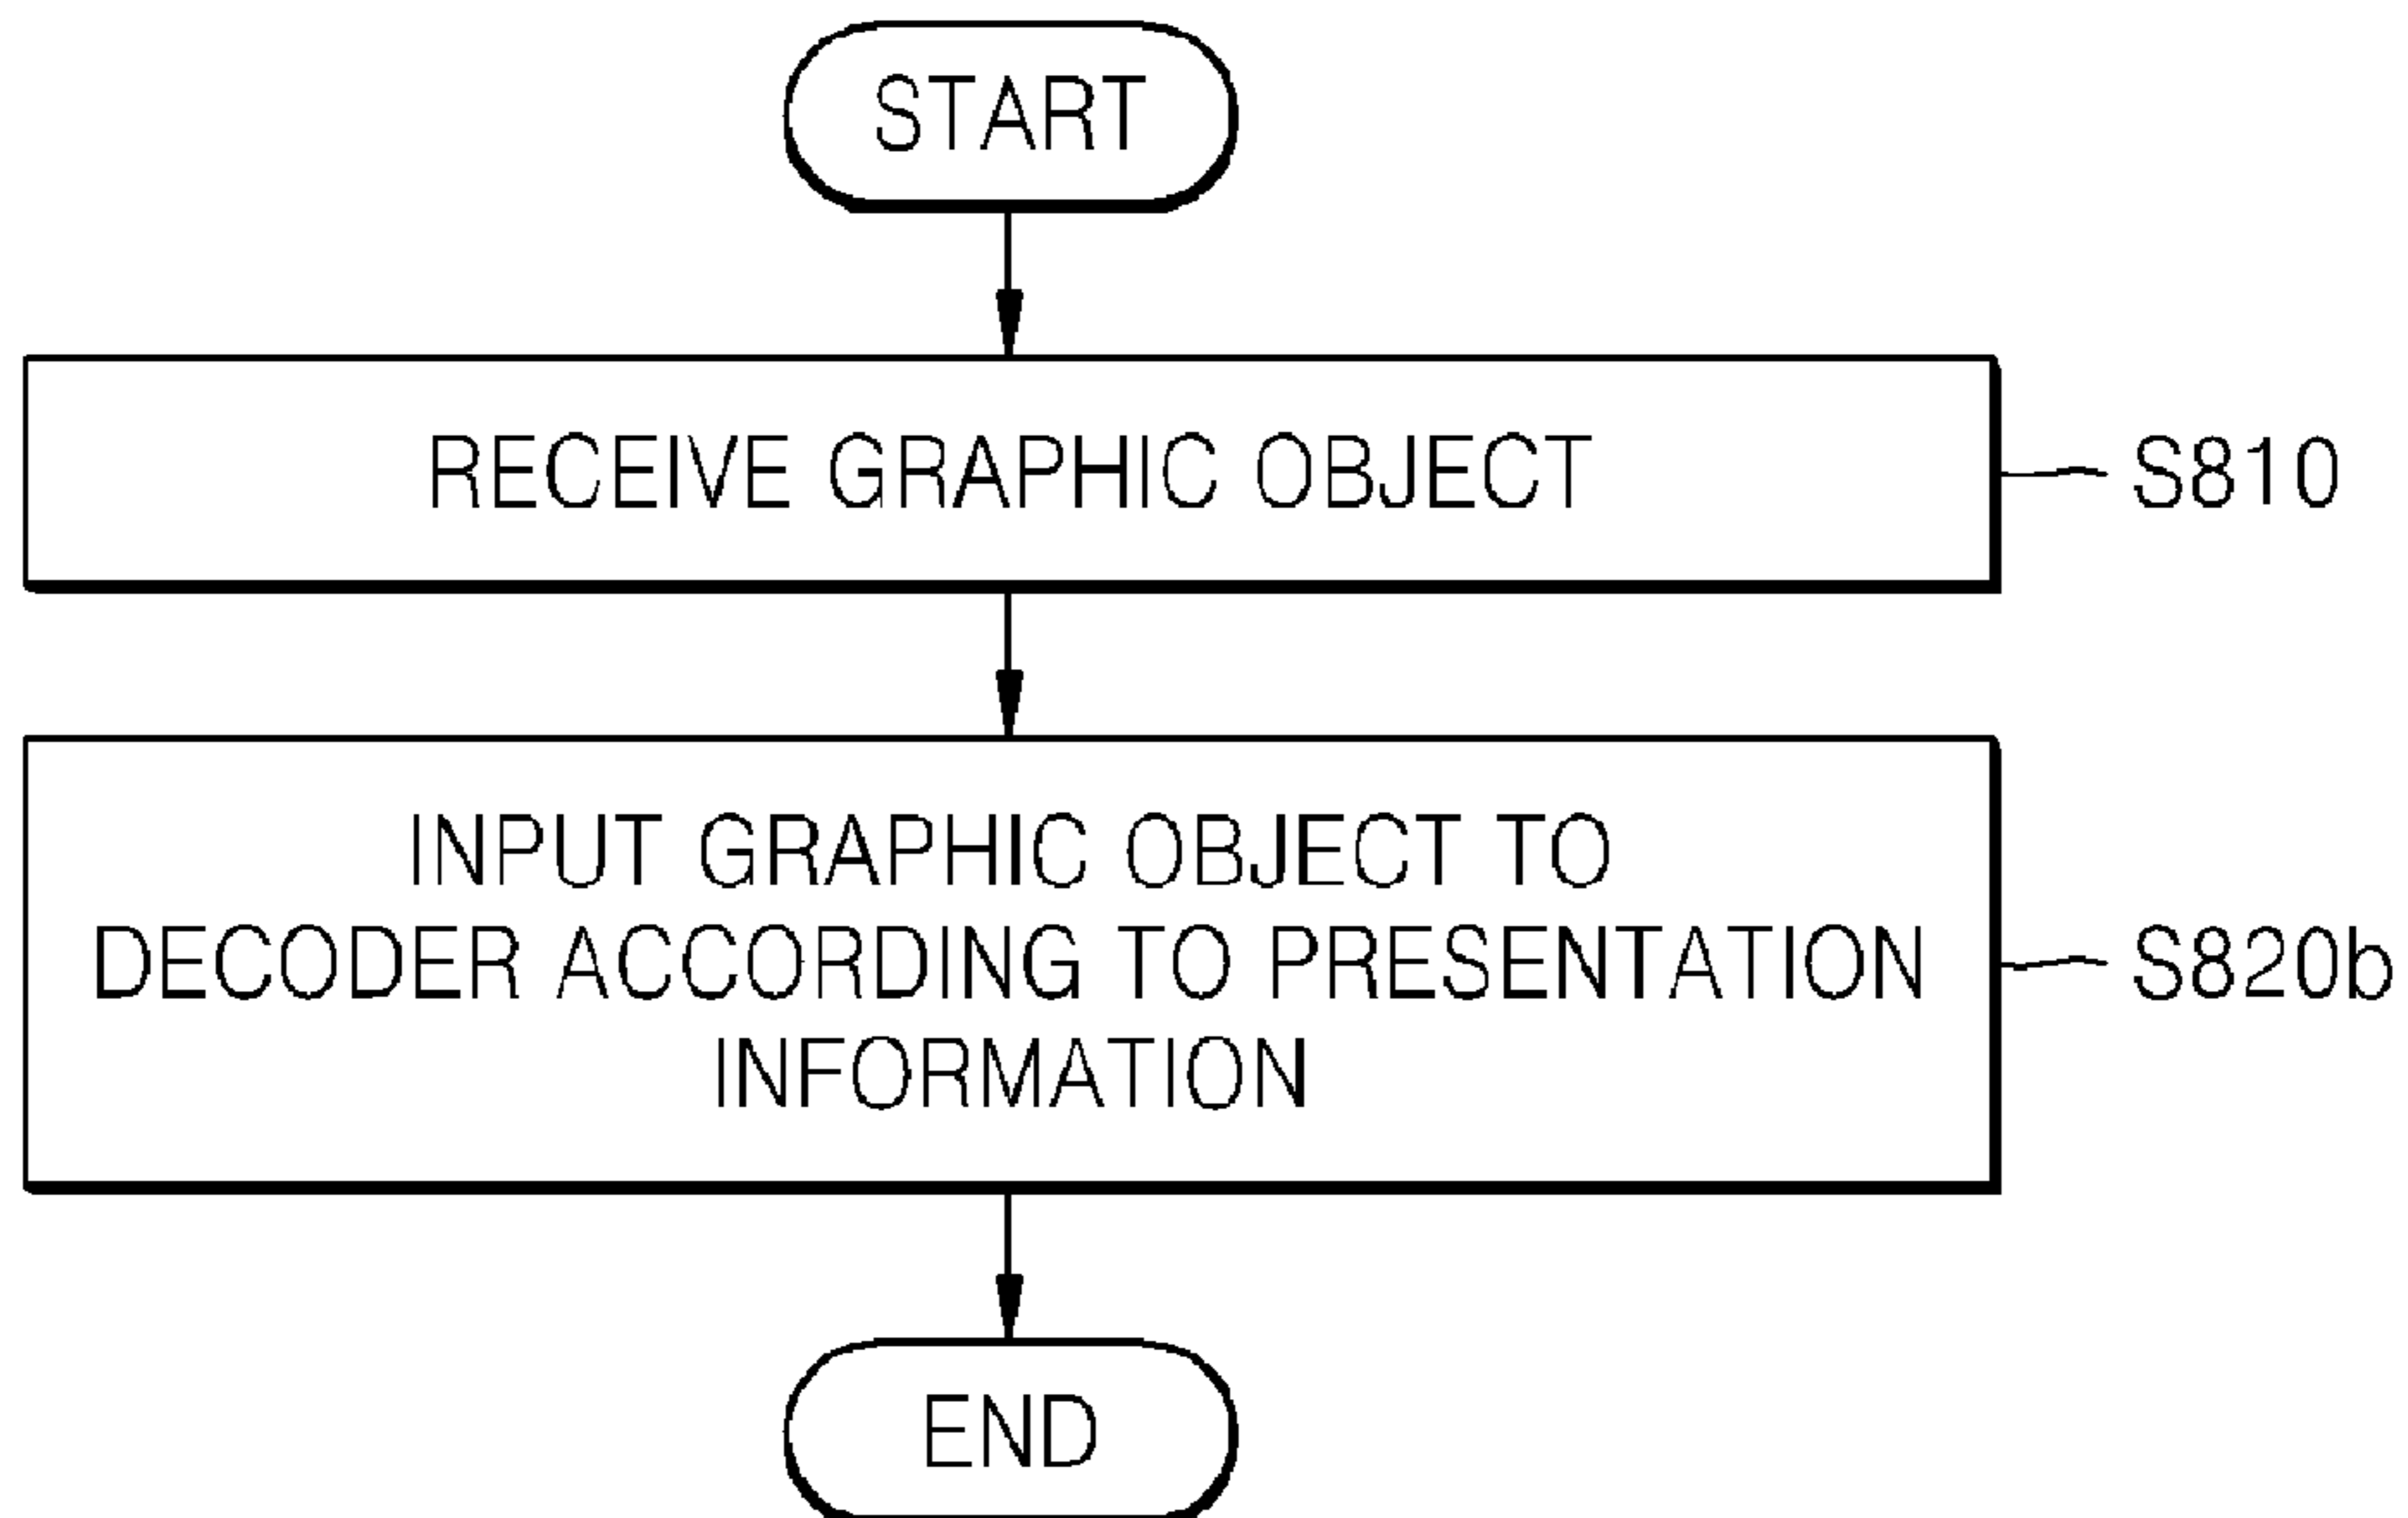 START
RECEIVE GRAPHIC OBJECT
S810
INPUT GRAPHIC OBJECT TO
DECODER ACCORDING TO PRESENTATION
INFORMATION
S820b
END